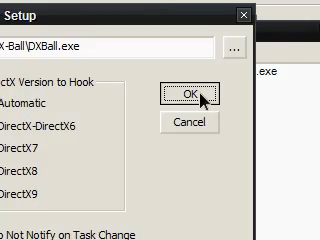 Setup
X-Ball\DXBall.exe
...
.exe
ctX Version to Hook
Automatic
DirectX-DirectX6
DirectX7
DirectX8
DirectX9
OK
Cancel
o Not Notify on Task Change